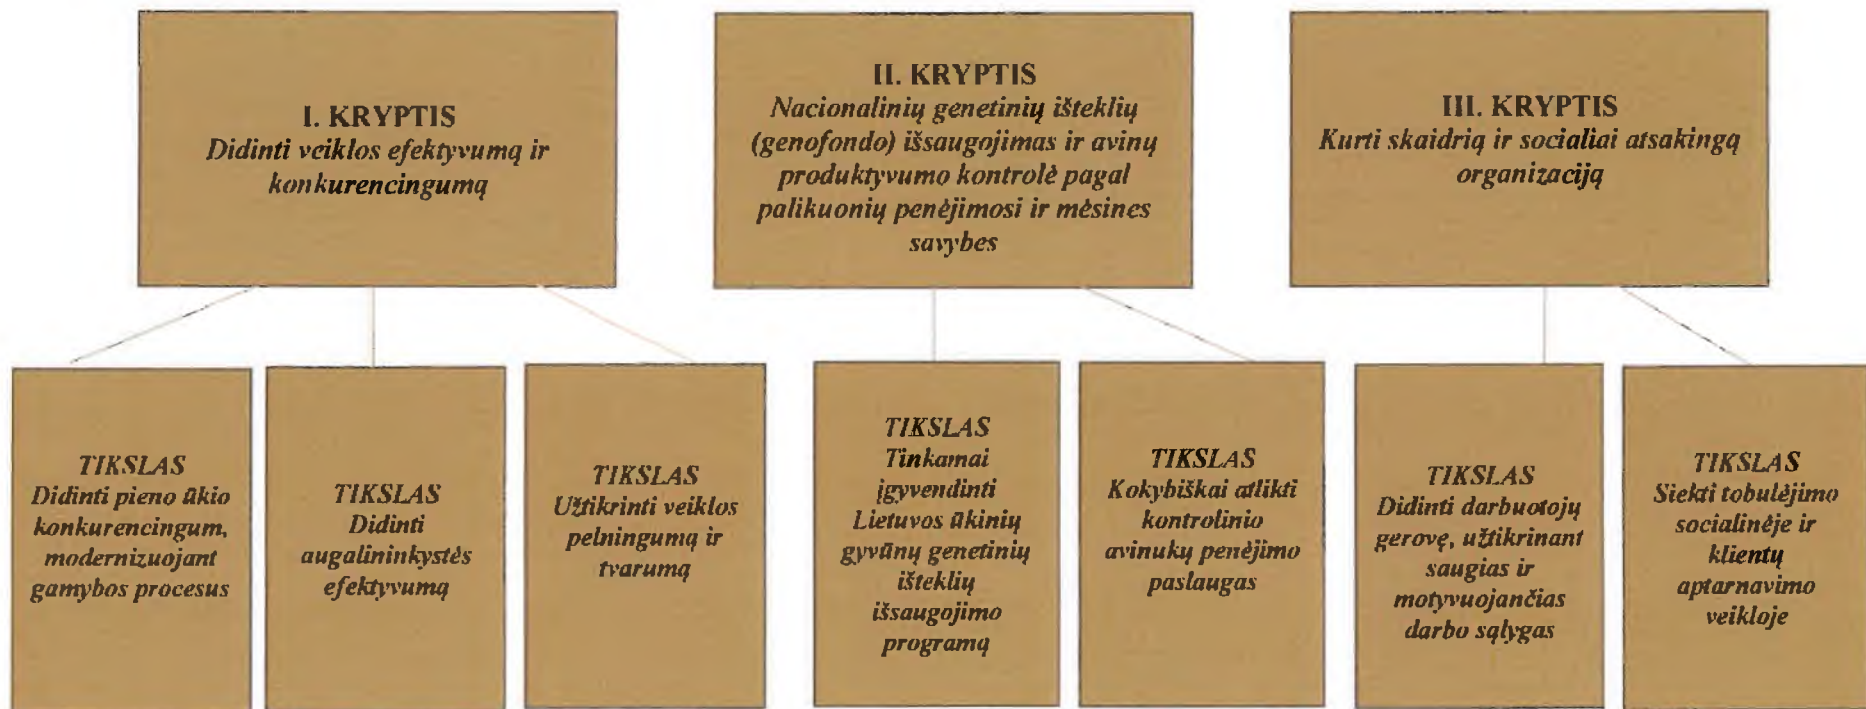 I. KRYPTIS
Didinti veiklos efektyvumą ir
konkurencingumą
II. KRYPTIS
Nacionalinių genetinių išteklių
(genofondo) išsaugojimas ir avinų
produktyvumo kontrolė pagal
palikuonių penėjimosi ir mėsines
savybes
III. KRYPTIS
Kurti skaidrią ir socialiai atsakingą
organizaciją
TIKSLAS
Didinti pieno ūkio
konkurencingum,
modernizuojant
gamybos procesus
TIKSLAS
Didinti
augalininkystės
efektyvumą
TIKSLAS
Užtikrinti veiklos
pelningumą ir
tvarumą
TIKSLAS
Tinkamai
įgyvendinti
Lietuvos ūkinių
gyvūnų genetinių
išteklių
išsaugojimo
programą
TIKSLAS
Kokybiškai atlikti
kontrolinio
avinukų penėjimo
paslaugas
TIKSLAS
Didinti darbuotojų
gerovę, užtikrinant
saugias ir
motyvuojančias
darbo sąlygas
TIKSLAS
Siekti tobulėjimo
socialinėje ir
klientų
aptarnavimo
veikloje